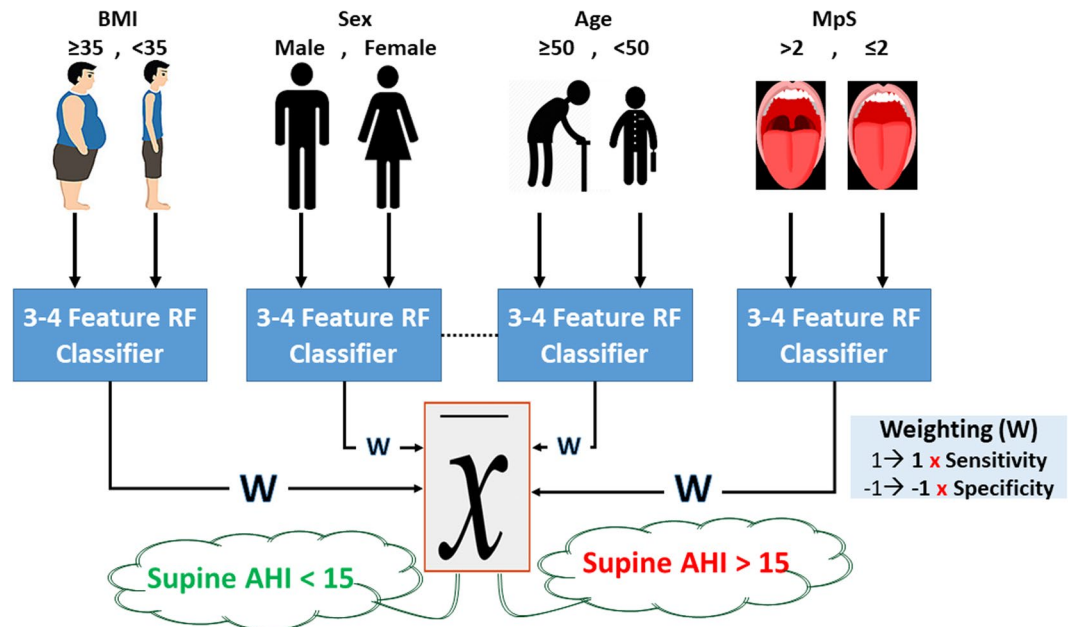 BMI
≥35 , <35
Sex
Male , Female
Age
≥50 , <50
MpS
>2 , ≤2
3-4 Feature RF
Classifier
3-4 Feature RF
Classifier
3-4 Feature RF
Classifier
3-4 Feature RF
Classifier
W
W
W
W
x̅
Weighting (W)
1→ 1 x Sensitivity
-1→ -1 x Specificity
Supine AHI < 15
Supine AHI > 15